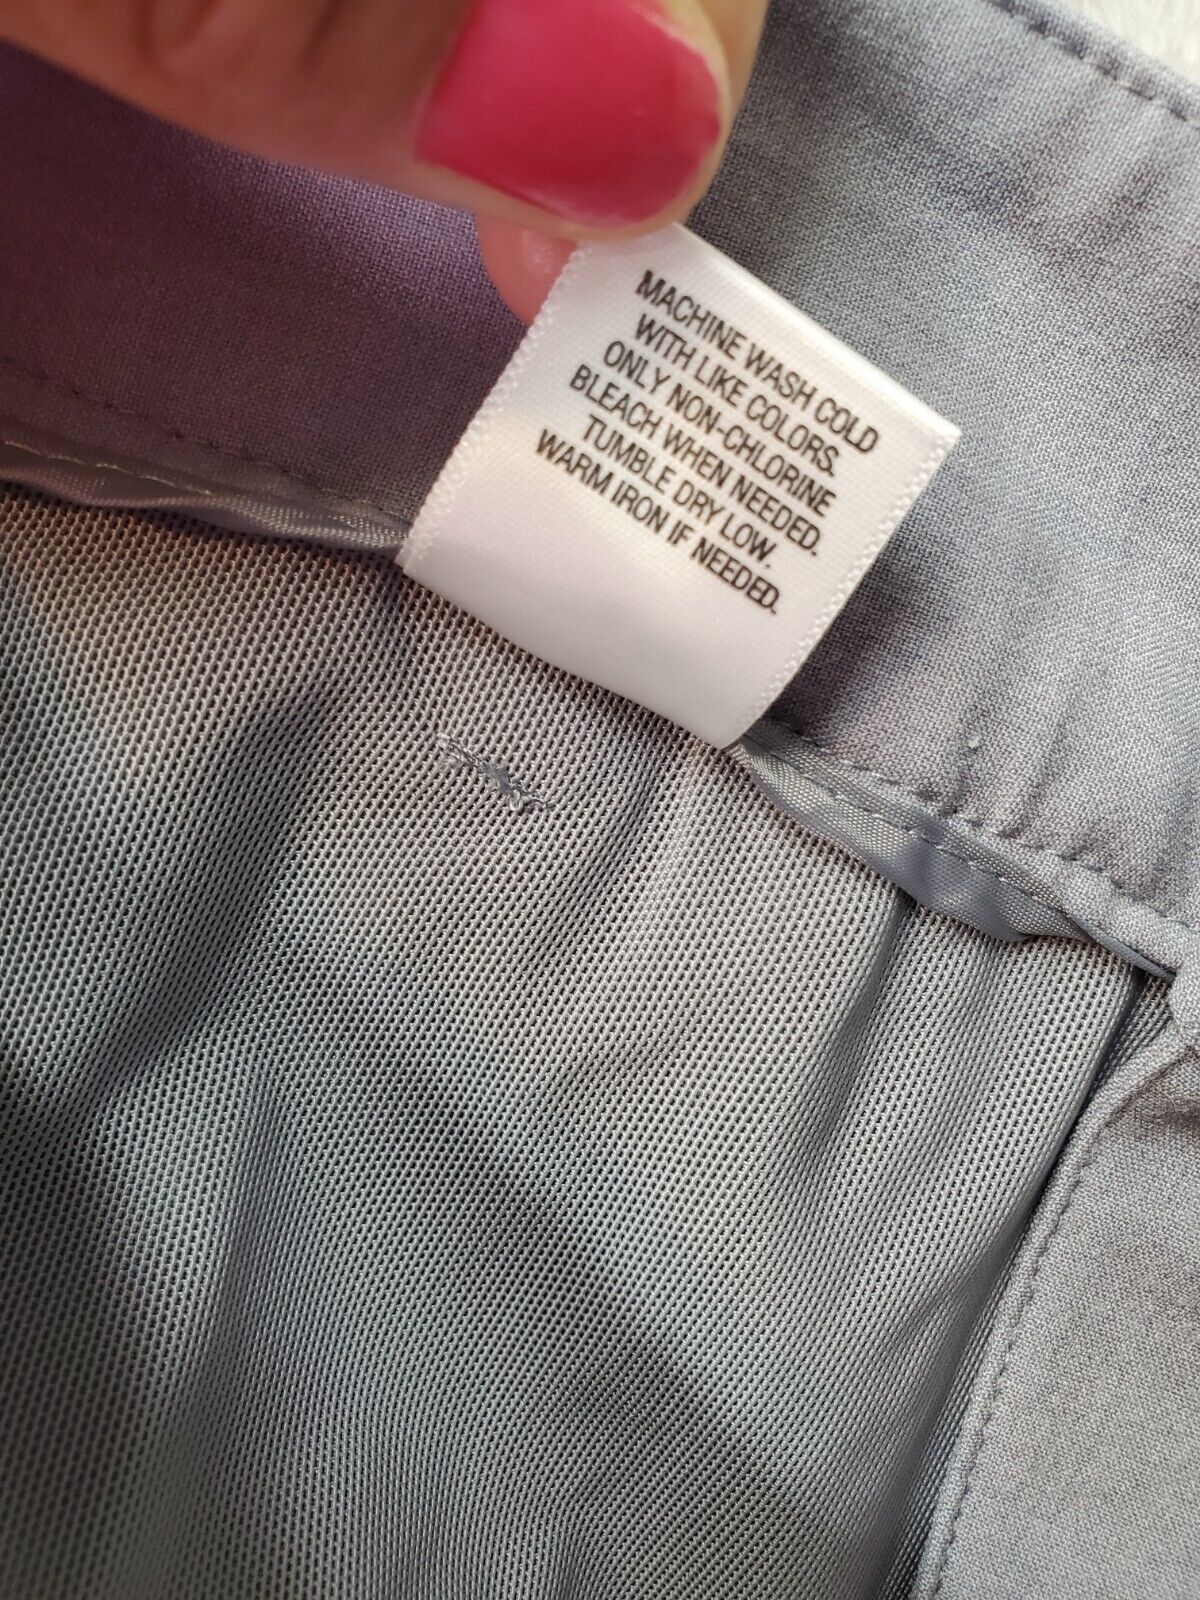 MACHINE WASH COLD
WITH LIKE COLORS.
ONLY NON-CHLORINE
BLEACH WHEN NEEDED.
TUMBLE DRY LOW.
WARM IRON IF NEEDED.